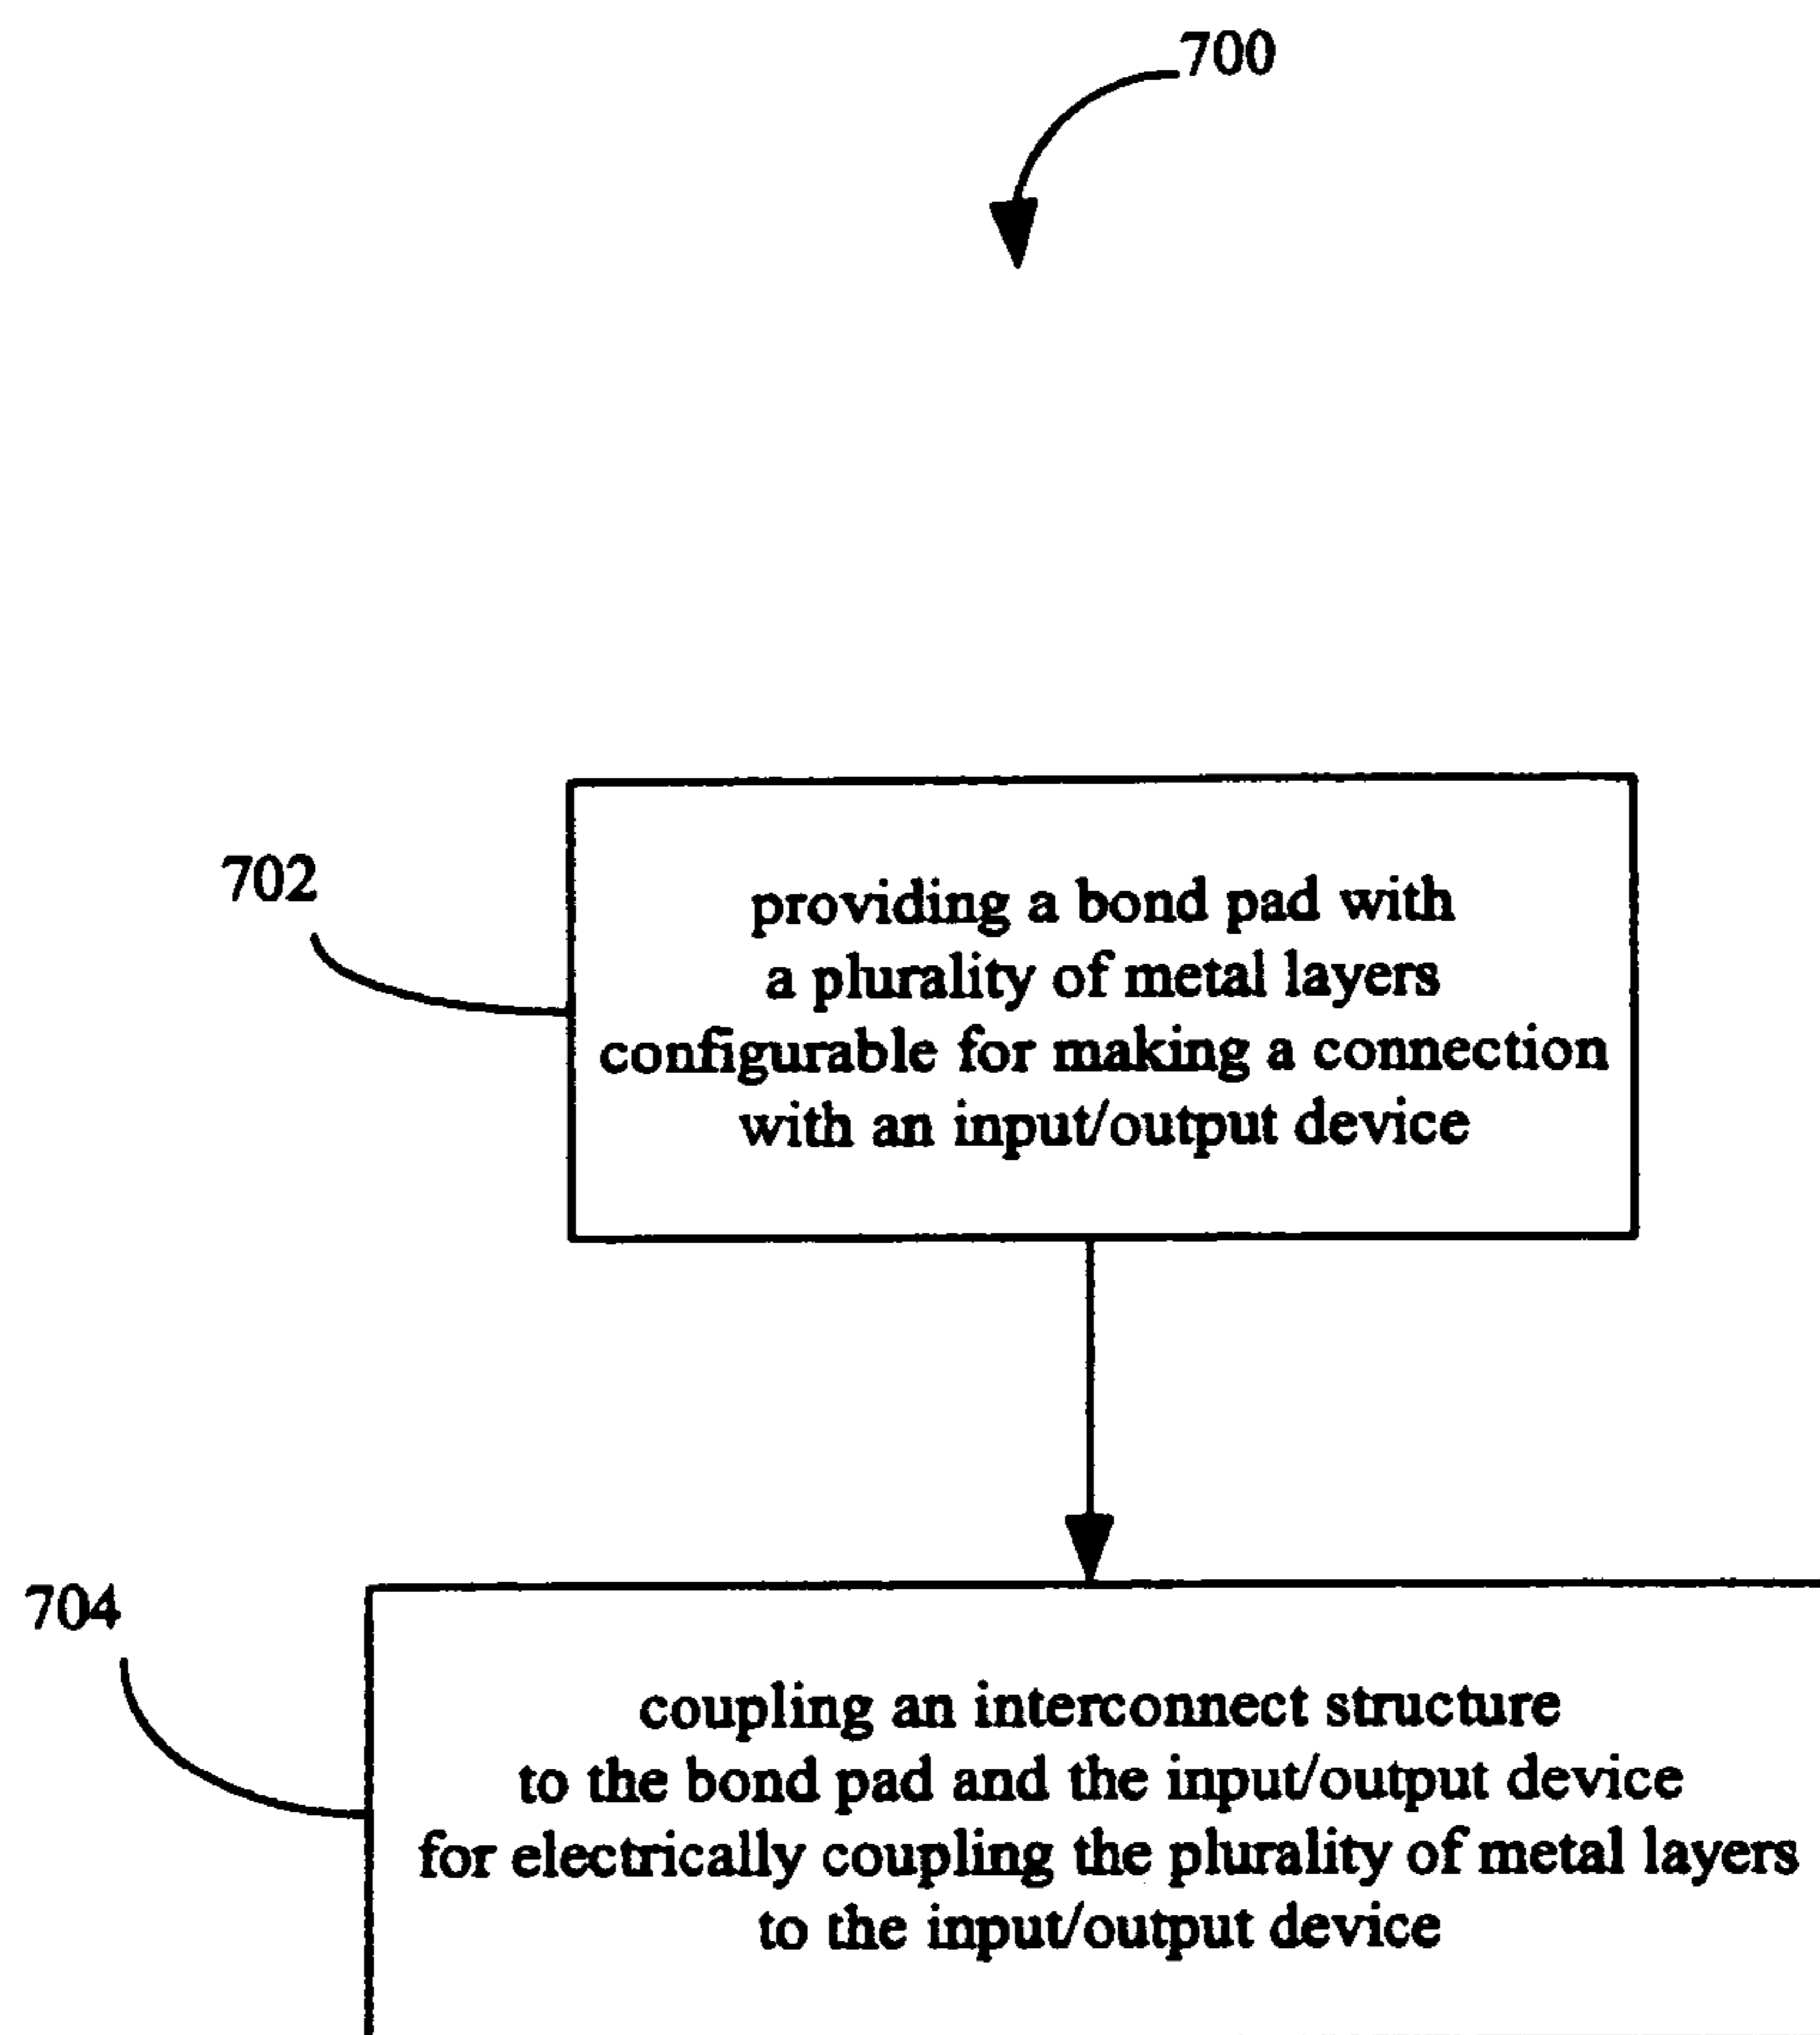 700
702
providing a bond pad with
a plurality of metal layers
configurable for making a connection
with an input/output device
704
coupling an interconnect structure
to the bond pad and the input/output device
for electrically coupling the plurality of metal layers
to the input/output device